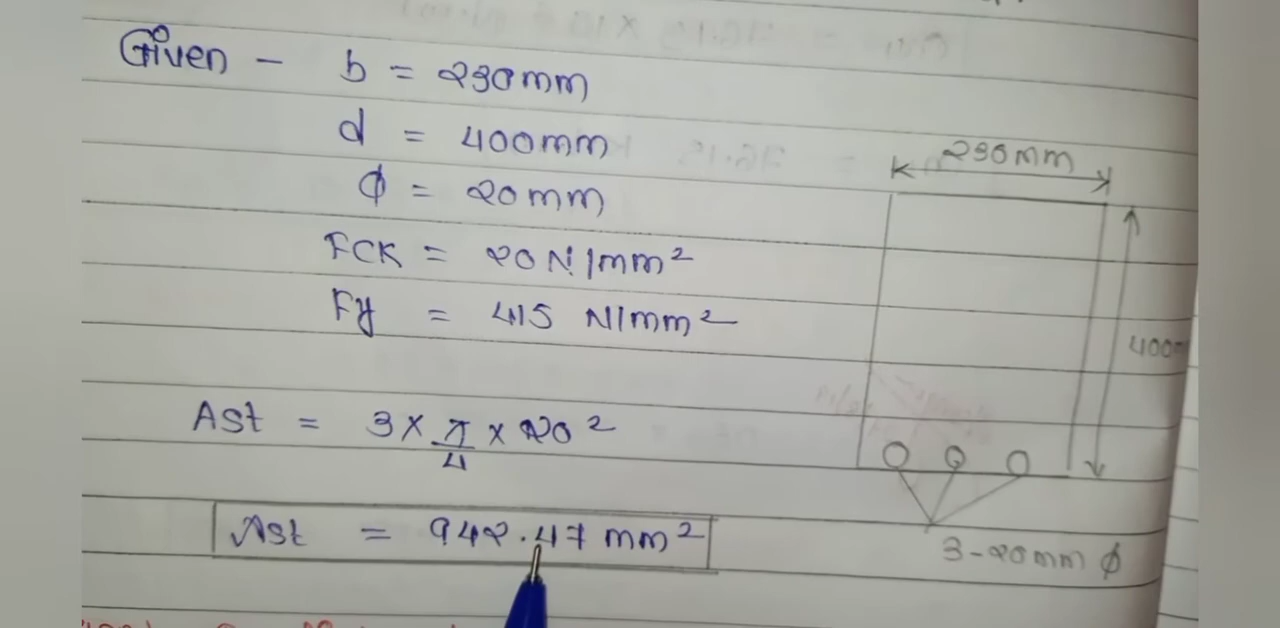 Given - b = 230mm
d = 400mm
ϕ = 20mm
FCK = 20 N/mm²
Fy = 415 N/mm²
230mm
400m
Ast = 3 × π/4 × 20²
Ast = 942.47 mm²
3-20mm ϕ